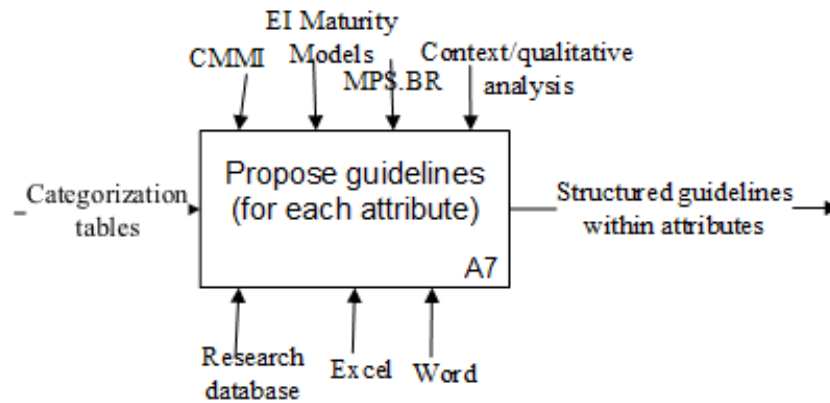 EI Maturity
Models
CMMI
MPS.BR
Context/qualitative
analysis
Categorization
tables
Propose guidelines
(for each attribute)
A7
Structured guidelines
within attributes
Research
database
Excel
Word